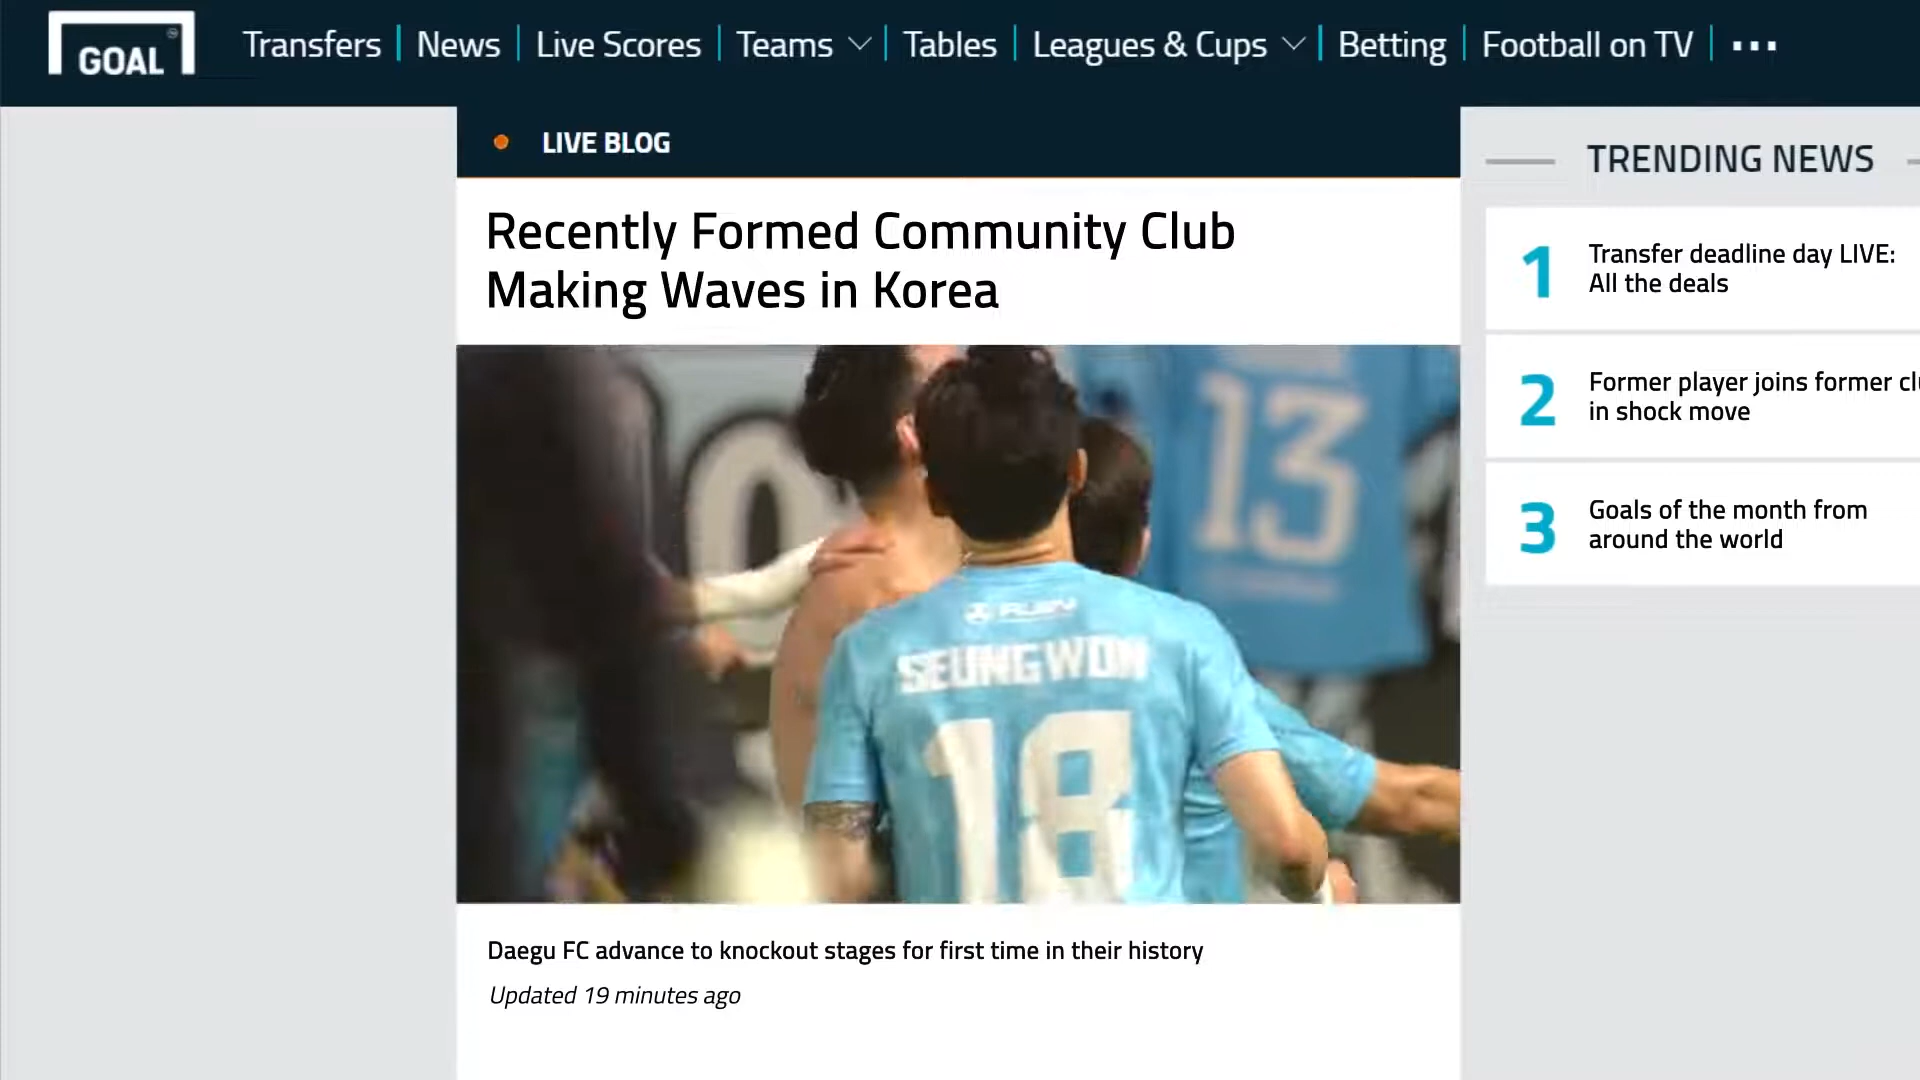 GOAL
Transfers
News
Live Scores
Teams
Tables
Leagues & Cups
Betting
Football on TV
LIVE BLOG
Recently Formed Community Club
Making Waves in Korea
13
SEUNGWON
18
Daegu FC advance to knockout stages for first time in their history
Updated 19 minutes ago
TRENDING NEWS
1
Transfer deadline day LIVE:
All the deals
2
Former player joins former
in shock move
3
Goals of the month from
around the world